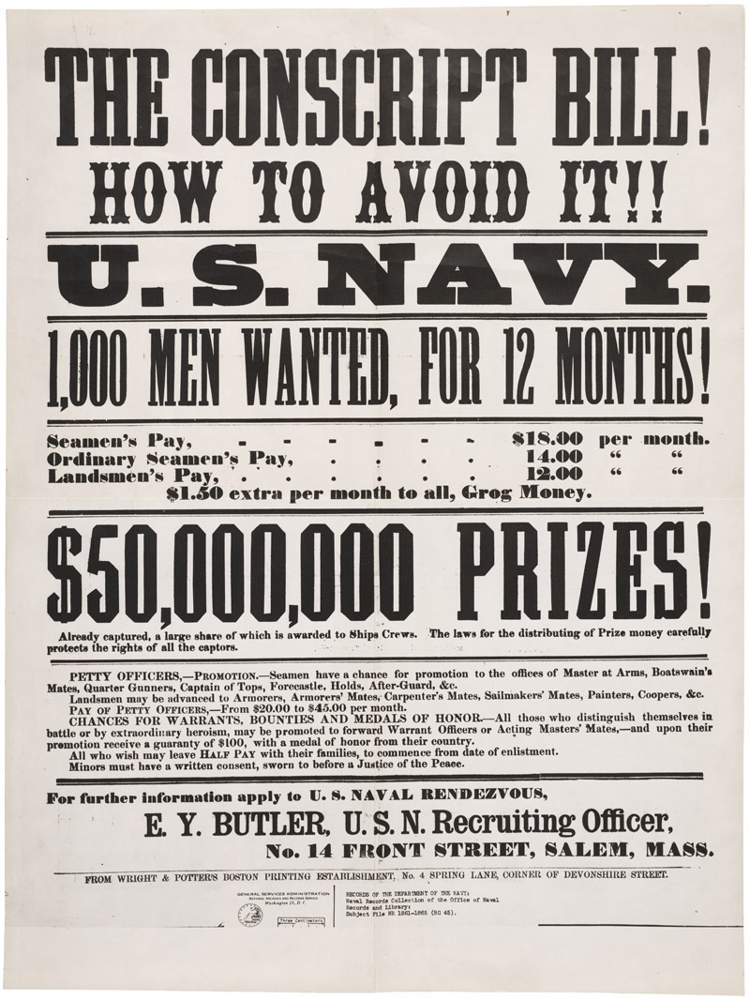 THE CONSCRIPT BILL!
HOW TO AVOID IT!!
U. S. NAVY.
1,000 MEN WANTED, FOR 12 MONTHS!
Seamen's Pay, - - - - - - $18.00 per month.
Ordinary Seamen's Pay, . . . . . 14.00 " "
Landsmen's Pay, . . . . . . 12.00 " "
$1.50 extra per month to all, Grog Money.
$50,000,000 PRIZES!
Already captured, a large share of which is awarded to Ships Crews. The laws for the distributing of Prize money carefully
protects the rights of all the captors.
PETTY OFFICERS,—PROMOTION.—Seamen have a chance for promotion to the offices of Master at Arms, Boatswain's
Mates, Quarter Gunners, Captain of Tops, Forecastle, Holds, After-Guard, &c.
Landsmen may be advanced to Armorers, Armorers' Mates, Carpenter's Mates, Sailmakers' Mates, Painters, Coopers, &c.
PAY OF PETTY OFFICERS,—From $20.00 to $45.00 per month.
CHANCES FOR WARRANTS, BOUNTIES AND MEDALS OF HONOR.—All those who distinguish themselves in
battle or by extraordinary heroism, may be promoted to forward Warrant Officers or Acting Masters' Mates,—and upon their
promotion receive a guaranty of $100, with a medal of honor from their country.
All who wish may leave HALF PAY with their families, to commence from date of enlistment.
Minors must have a written consent, sworn to before a Justice of the Peace.
For further information apply to U. S. NAVAL RENDEZVOUS,
E. Y. BUTLER, U. S. N. Recruiting Officer,
No. 14 FRONT STREET, SALEM, MASS.
FROM WRIGHT & POTTER'S BOSTON PRINTING ESTABLISHMENT, No. 4 SPRING LANE, CORNER OF DEVONSHIRE STREET.
GENERAL SERVICES ADMINISTRATION
NATIONAL ARCHIVES AND RECORDS SERVICE
Washington 25, D. C.
Three Centimeters
RECORDS OF THE DEPARTMENT OF THE NAVY:
Naval Records Collection of the Office of Naval
Records and Library:
Subject File NR 1861-1865 (RG 45).